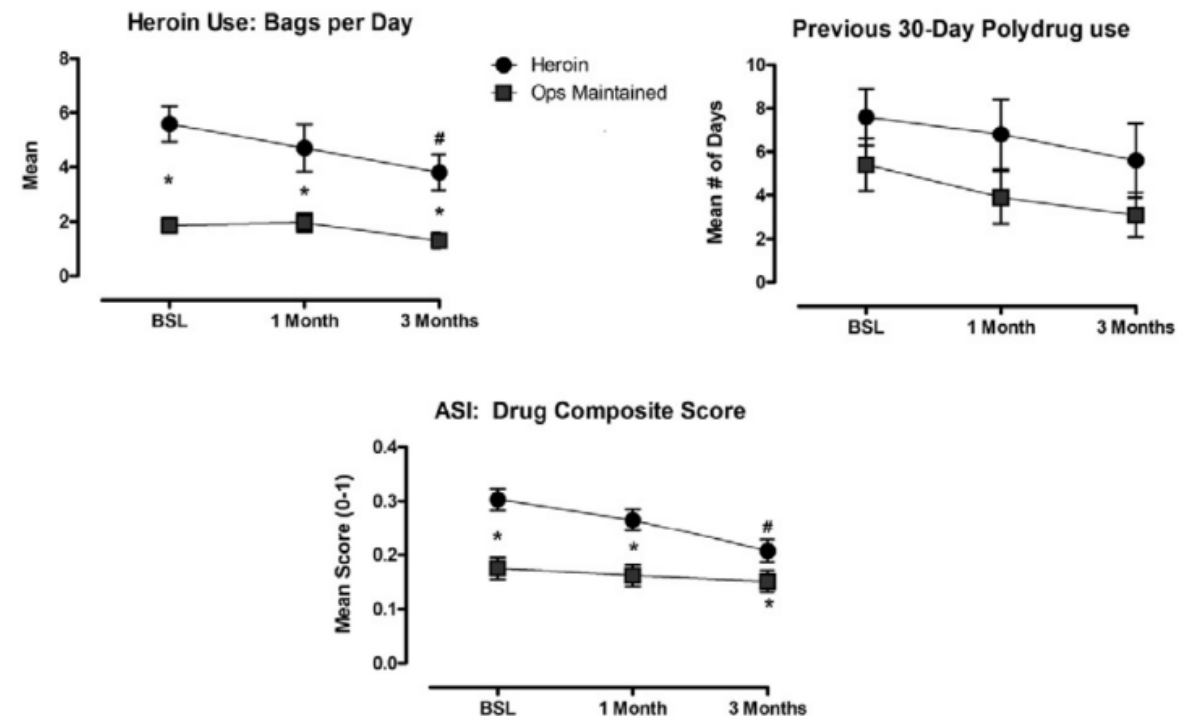 Heroin Use: Bags per Day
Mean
8
6
4
2
0
*
*
#
*
BSL 1 Month 3 Months
Heroin
Ops Maintained
Previous 30-Day Polydrug use
Mean # of Days
10
8
6
4
2
0
BSL 1 Month 3 Months
ASI: Drug Composite Score
Mean Score (0-1)
0.4
0.3
0.2
0.1
0.0
*
*
#
*
BSL 1 Month 3 Months